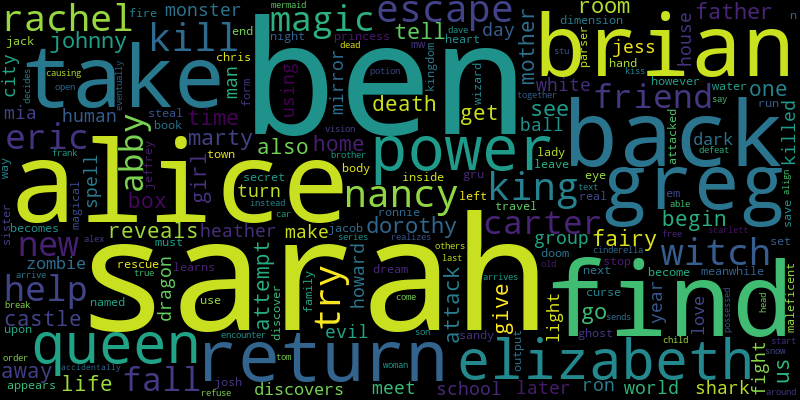 rachel
monster
fire
kill
magic
mermaid
princess
escape
tell
day
room
dimension
father
n
jack
johnny
night
end
brian
parser
house
hand
jess
city
decides
take
open
causing
eventually
chris
man
using
mirror
ben
dead
death
get
kingdom
heart
dave
mw
wizard
stu
kiss
friend
however
white
water
say
one
run
mia
human
steal
book
form
time
potion
together
see
ball
back
dark
attacked
defeat
killed
eric
abby
marty
town
also
home
vision
brother
lady
leave
way
frank
jeffrey
girl
body
inside
gru
power
eye
text
greg
em
able
save
align
alice
magical
spell
box
turn
secret
instead
car
nancy
left
king
travel
real
sister
becomes
must
reveals
heather
make
jacob
ronnie
dorothy
carter
begin
free
scarlett
new
alex
rescue
true
learns
sarah
howard
series
realizes
others
last
group
fairy
witch
set
cinderella
zombie
arrive
named
dragon
use
attempt
discover
family
dream
come
attack
sandy
try
give
arrives
old
light
doom
next
stop
become
meanwhile
help
castle
break
upon
curse
ghost
find
sends
year
love
possessed
head
maleficent
queen
return
encounter
evil
son
elizabeth
output
go
child
fight
start
snow
us
away
order
accidentally
fall
tom
woman
appears
life
refuse
josh
discovers
meet
school
later
ron
world
shark
around